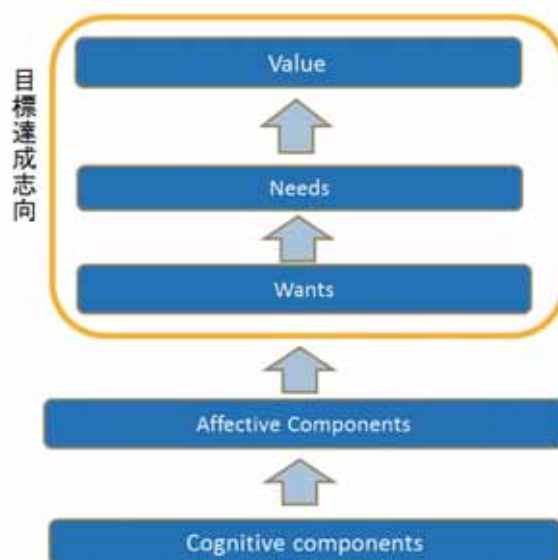 目標達成志向
Value
Needs
Wants
Affective Components
Cognitive components